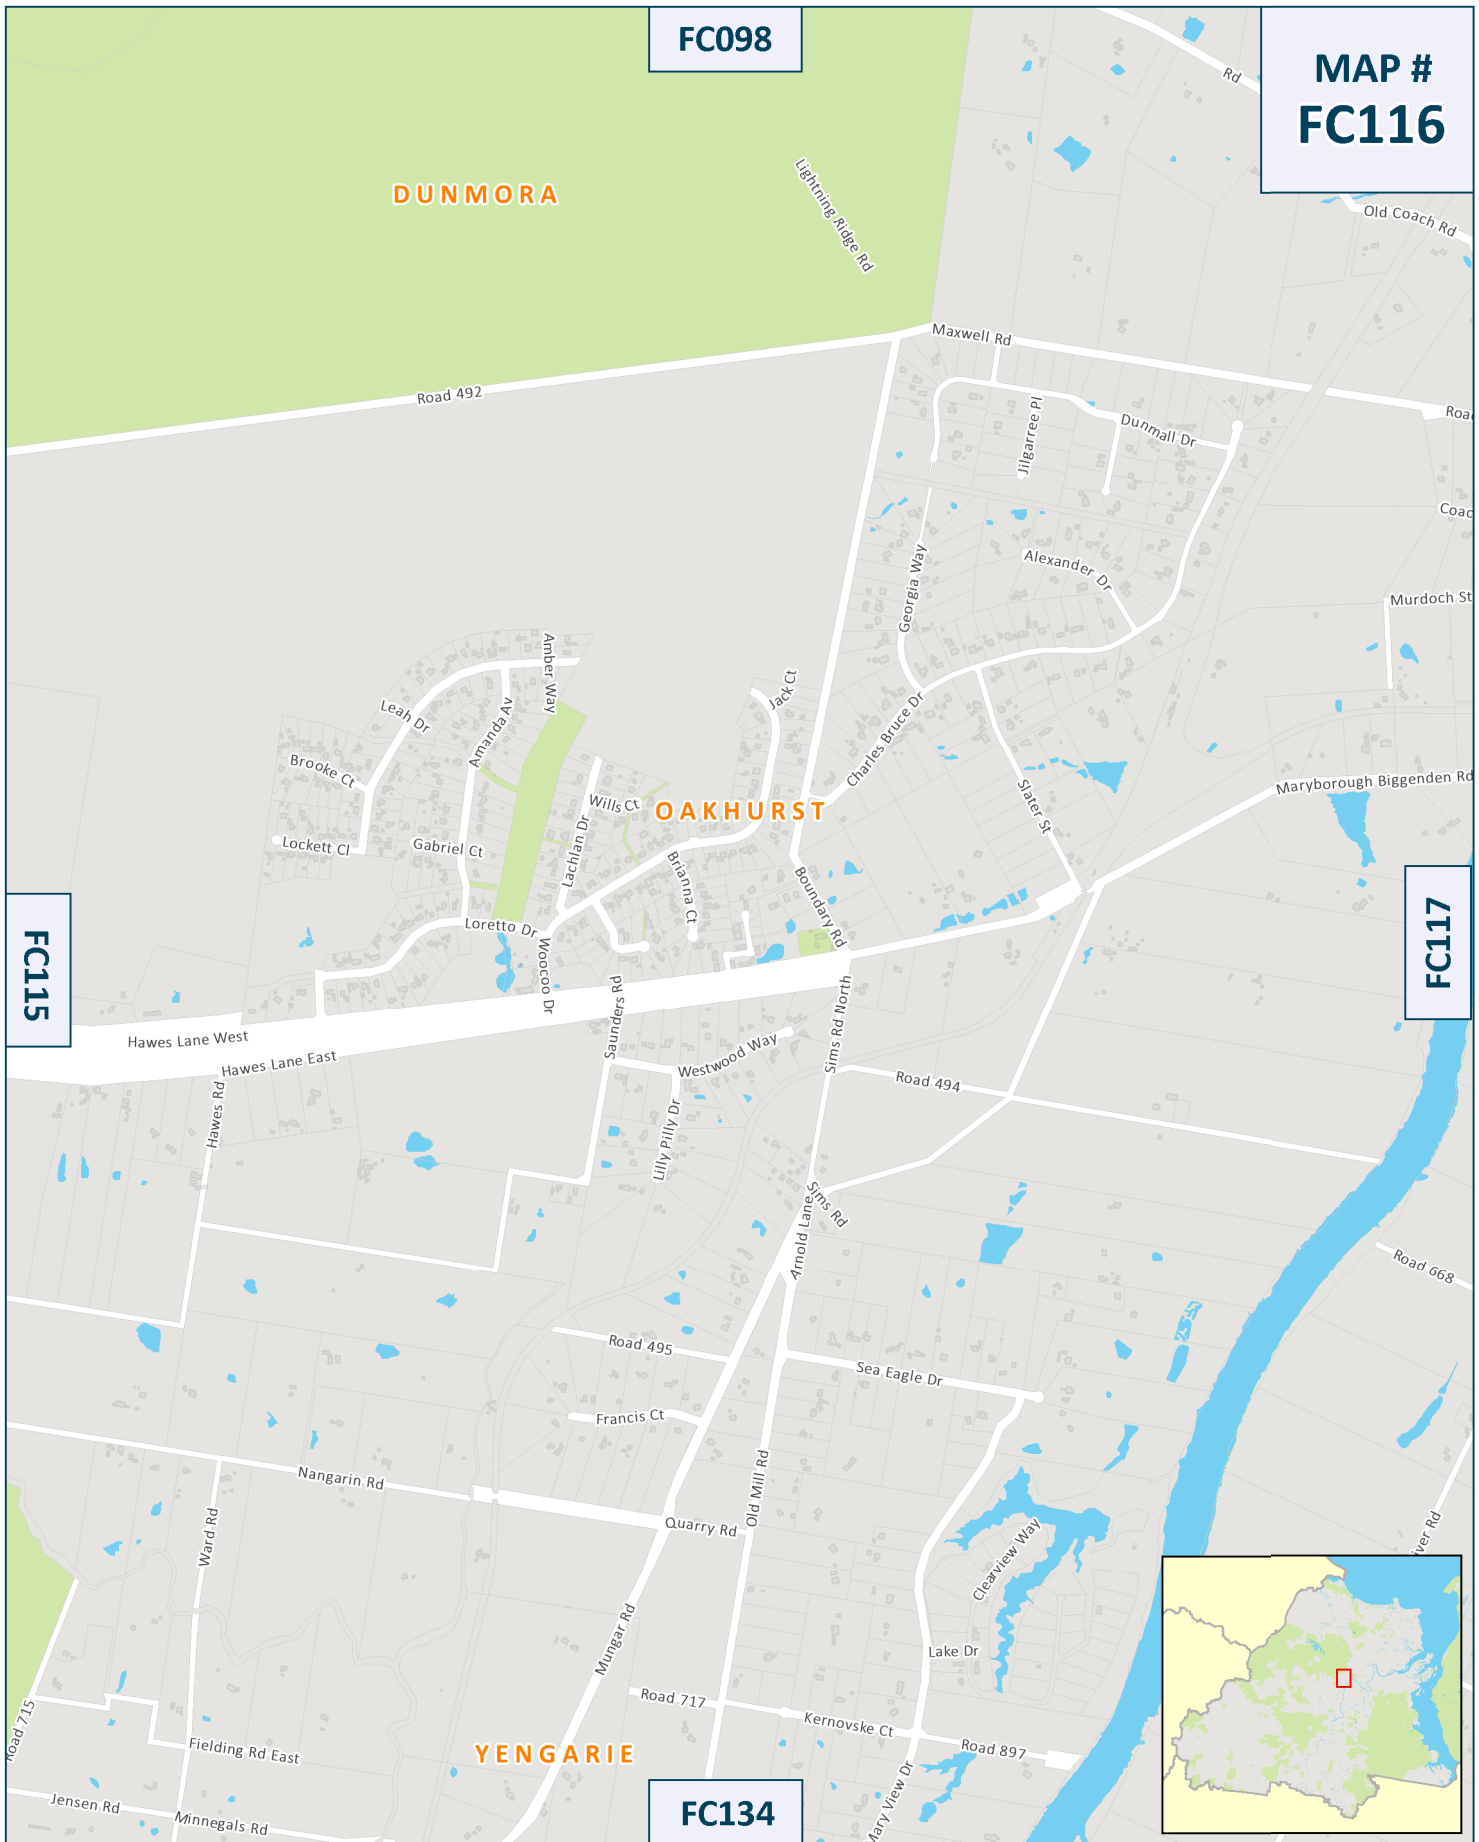 FC098
MAP #
FC116
Rd
DUNMORA
Lightning Ridge Rd
Old Coach Rd
Maxwell Rd
Road 492
Jilgarree Pl
Dunmall Dr
Roa
Coac
Georgia Way
Alexander Dr
Murdoch St
Amber Way
Jack Ct
Leah Dr
Amanda Av
Charles Bruce Dr
Brooke Ct
Maryborough Biggenden Rd
Wills Ct
OAKHURST
Slater St
Lockett Cl
Gabriel Ct
Lachlan Dr
Brianna Ct
Boundary Rd
FC115
FC117
Loretto Dr
Woocoo Dr
Saunders Rd
Sims Rd North
Hawes Lane West
Hawes Lane East
Westwood Way
Road 494
Hawes Rd
Lilly Pilly Dr
Sims Rd
Arnold Lane
Road 668
Road 495
Sea Eagle Dr
Francis Ct
Nangarin Rd
Old Mill Rd
Ward Rd
Quarry Rd
Clearview Way
iver Rd
Mungar Rd
Lake Dr
Road 717
Kernovske Ct
Road 715
Fielding Rd East
YENGARIE
Road 897
Mary View Dr
Jensen Rd
Minnegals Rd
FC134